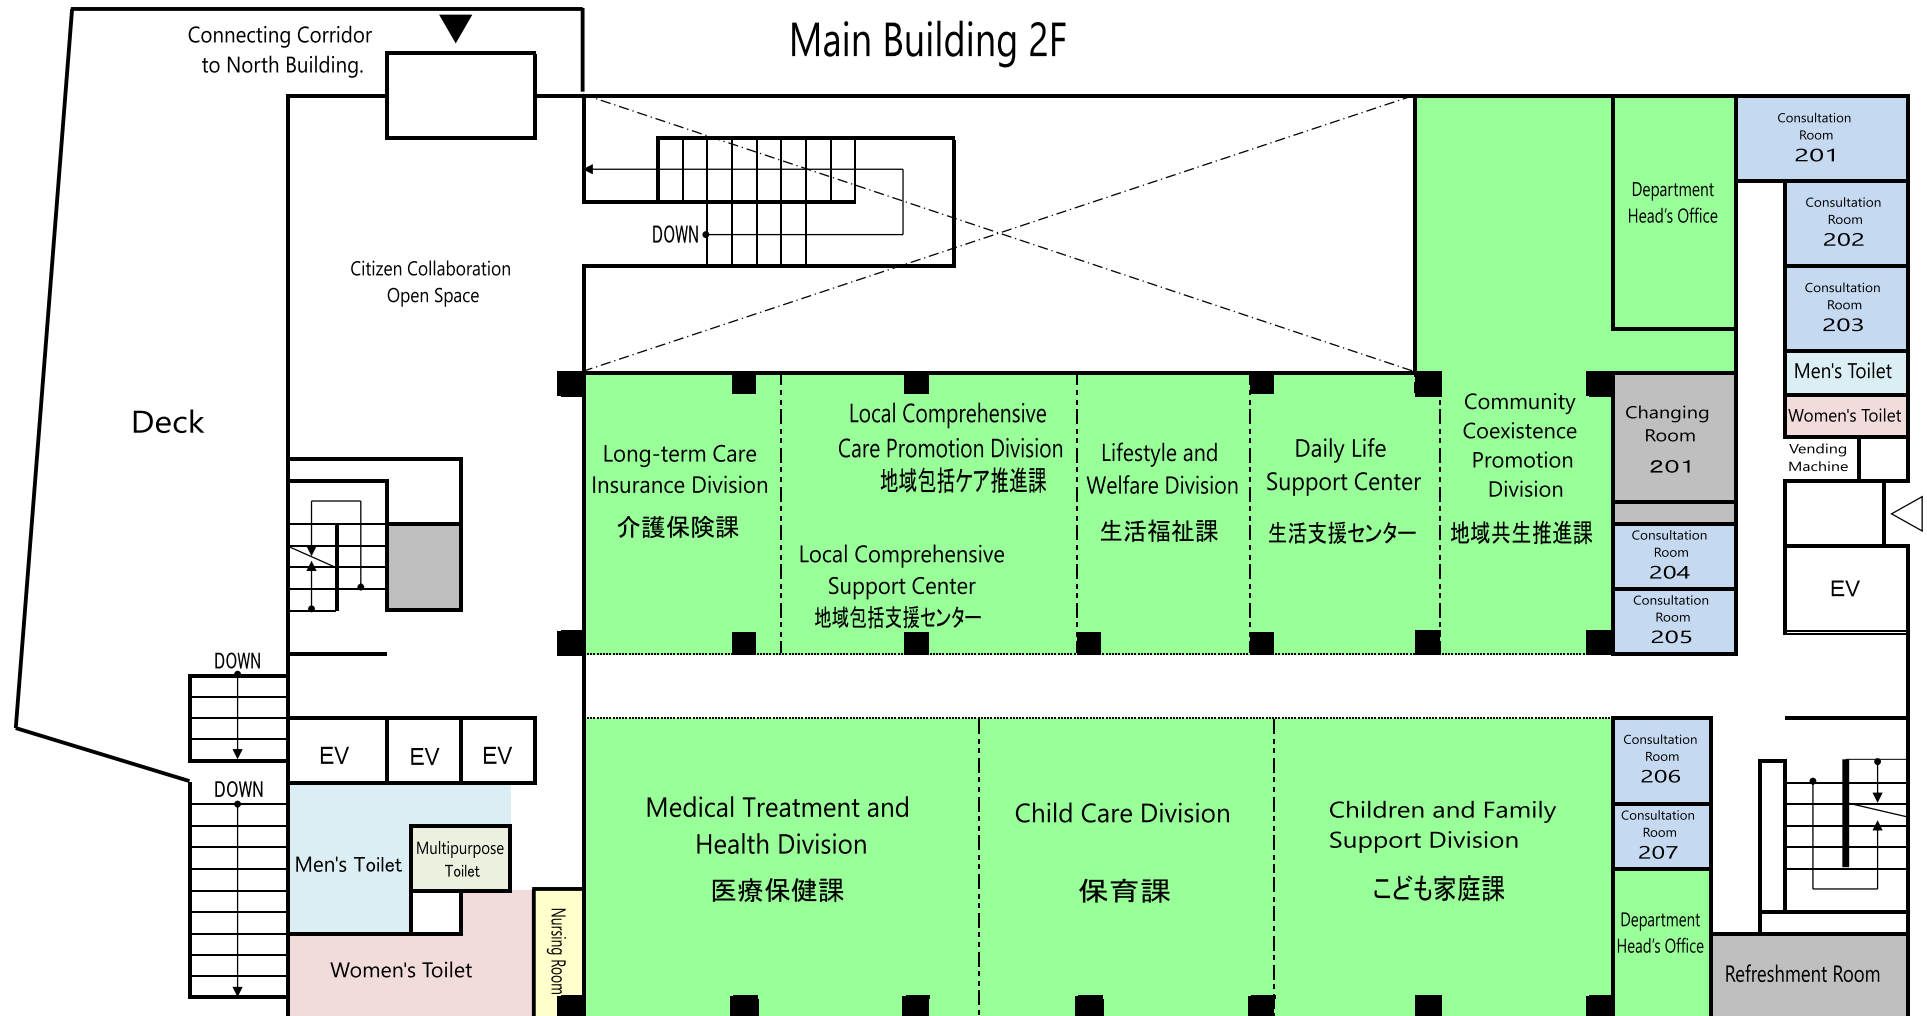 Main Building 2F
Connecting Corridor
to North Building.
Consultation
Room
201
Department
Head's Office
Consultation
Room
202
DOWN
Citizen Collaboration
Open Space
Consultation
Room
203
Men's Toilet
Women's Toilet
Vending
Machine
Deck
Long-term Care
Insurance Division
介護保険課
Local Comprehensive
Care Promotion Division
地域包括ケア推進課
Local Comprehensive
Support Center
地域包括支援センター
Lifestyle and
Welfare Division
生活福祉課
Daily Life
Support Center
生活支援センター
Community
Coexistence
Promotion
Division
地域共生推進課
Changing
Room
201
Consultation
Room
204
Consultation
Room
205
EV
DOWN
EV
EV
EV
DOWN
Men's Toilet
Multipurpose
Toilet
Women's Toilet
Nursing Room
Medical Treatment and
Health Division
医療保健課
Child Care Division
保育課
Children and Family
Support Division
こども家庭課
Consultation
Room
206
Consultation
Room
207
Department
Head's Office
Refreshment Room